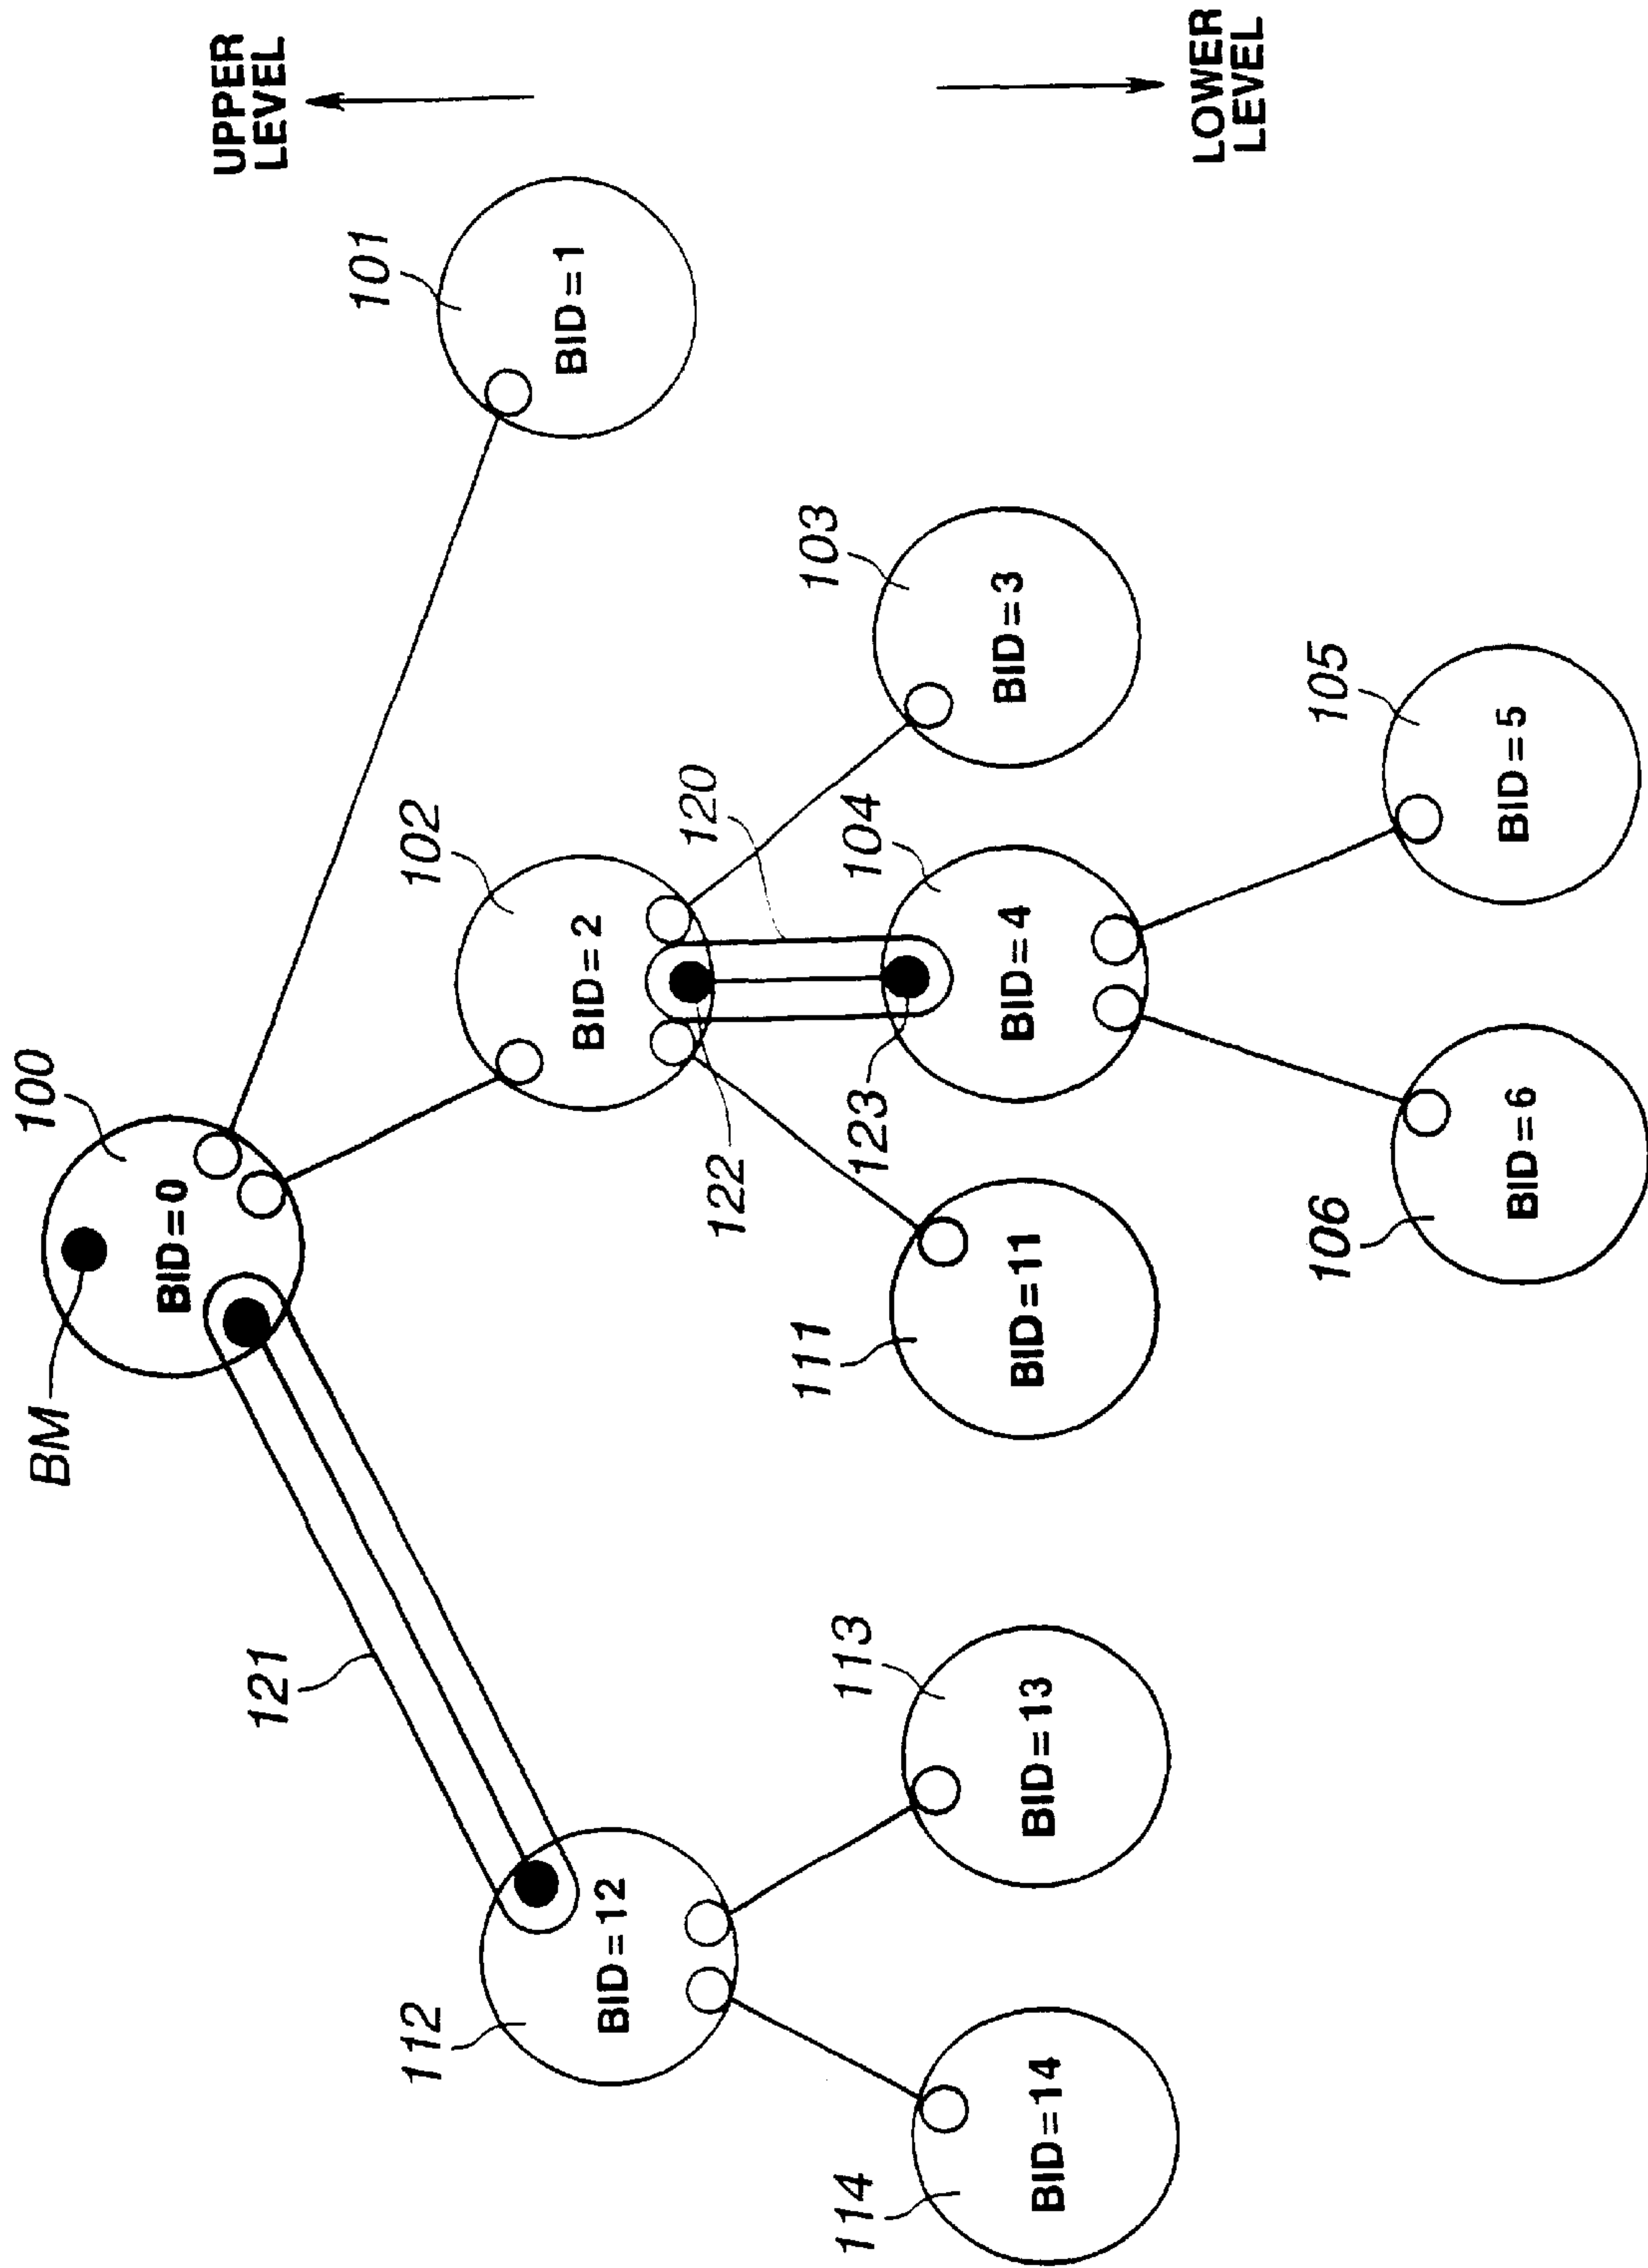 UPPER
LEVEL
LOWER
LEVEL
BM
100
BID=0
101
BID=1
102
BID=2
121
112
BID=12
120
122
123
103
BID=3
104
BID=4
111
BID=11
113
BID=13
114
BID=14
105
BID=5
106
BID=6